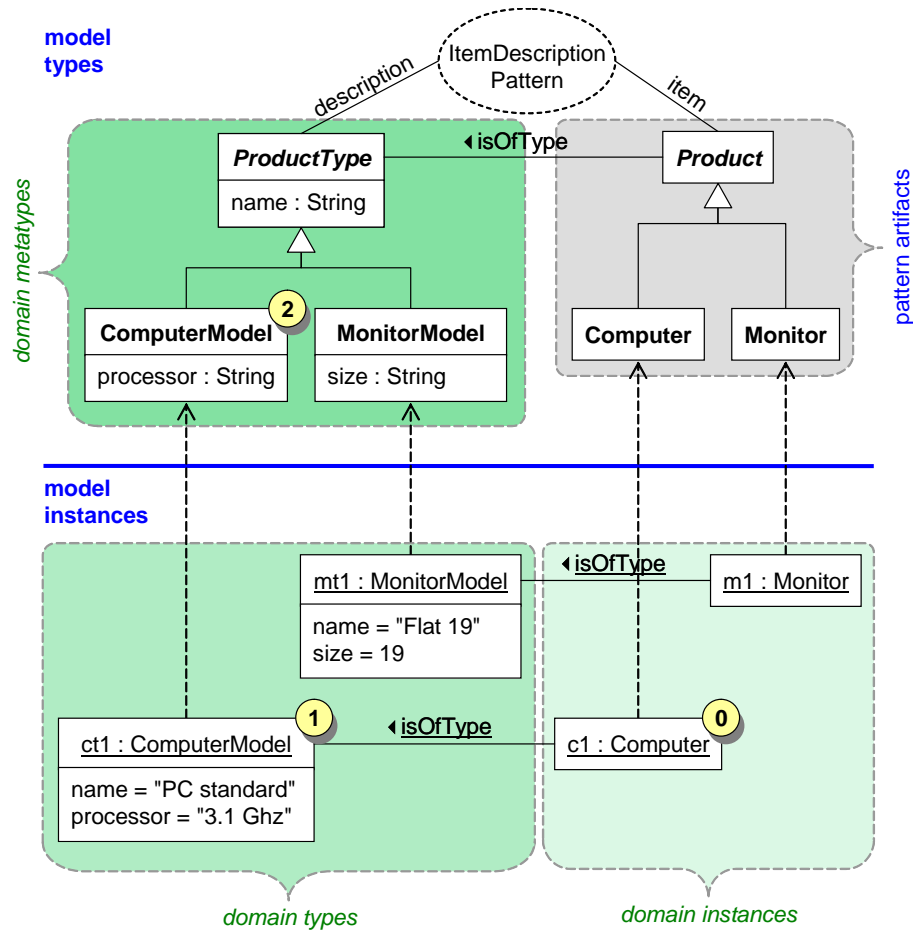 model
types
ItemDescription
Pattern
description
item
ProductType
name : String
◂ isOfType
Product
domain metatypes
pattern artifacts
ComputerModel
processor : String
2
MonitorModel
size : String
Computer
Monitor
model
instances
mt1 : MonitorModel
name = "Flat 19"
size = 19
◂ isOfType
m1 : Monitor
ct1 : ComputerModel
name = "PC standard"
processor = "3.1 Ghz"
1
◂ isOfType
c1 : Computer
0
domain types
domain instances